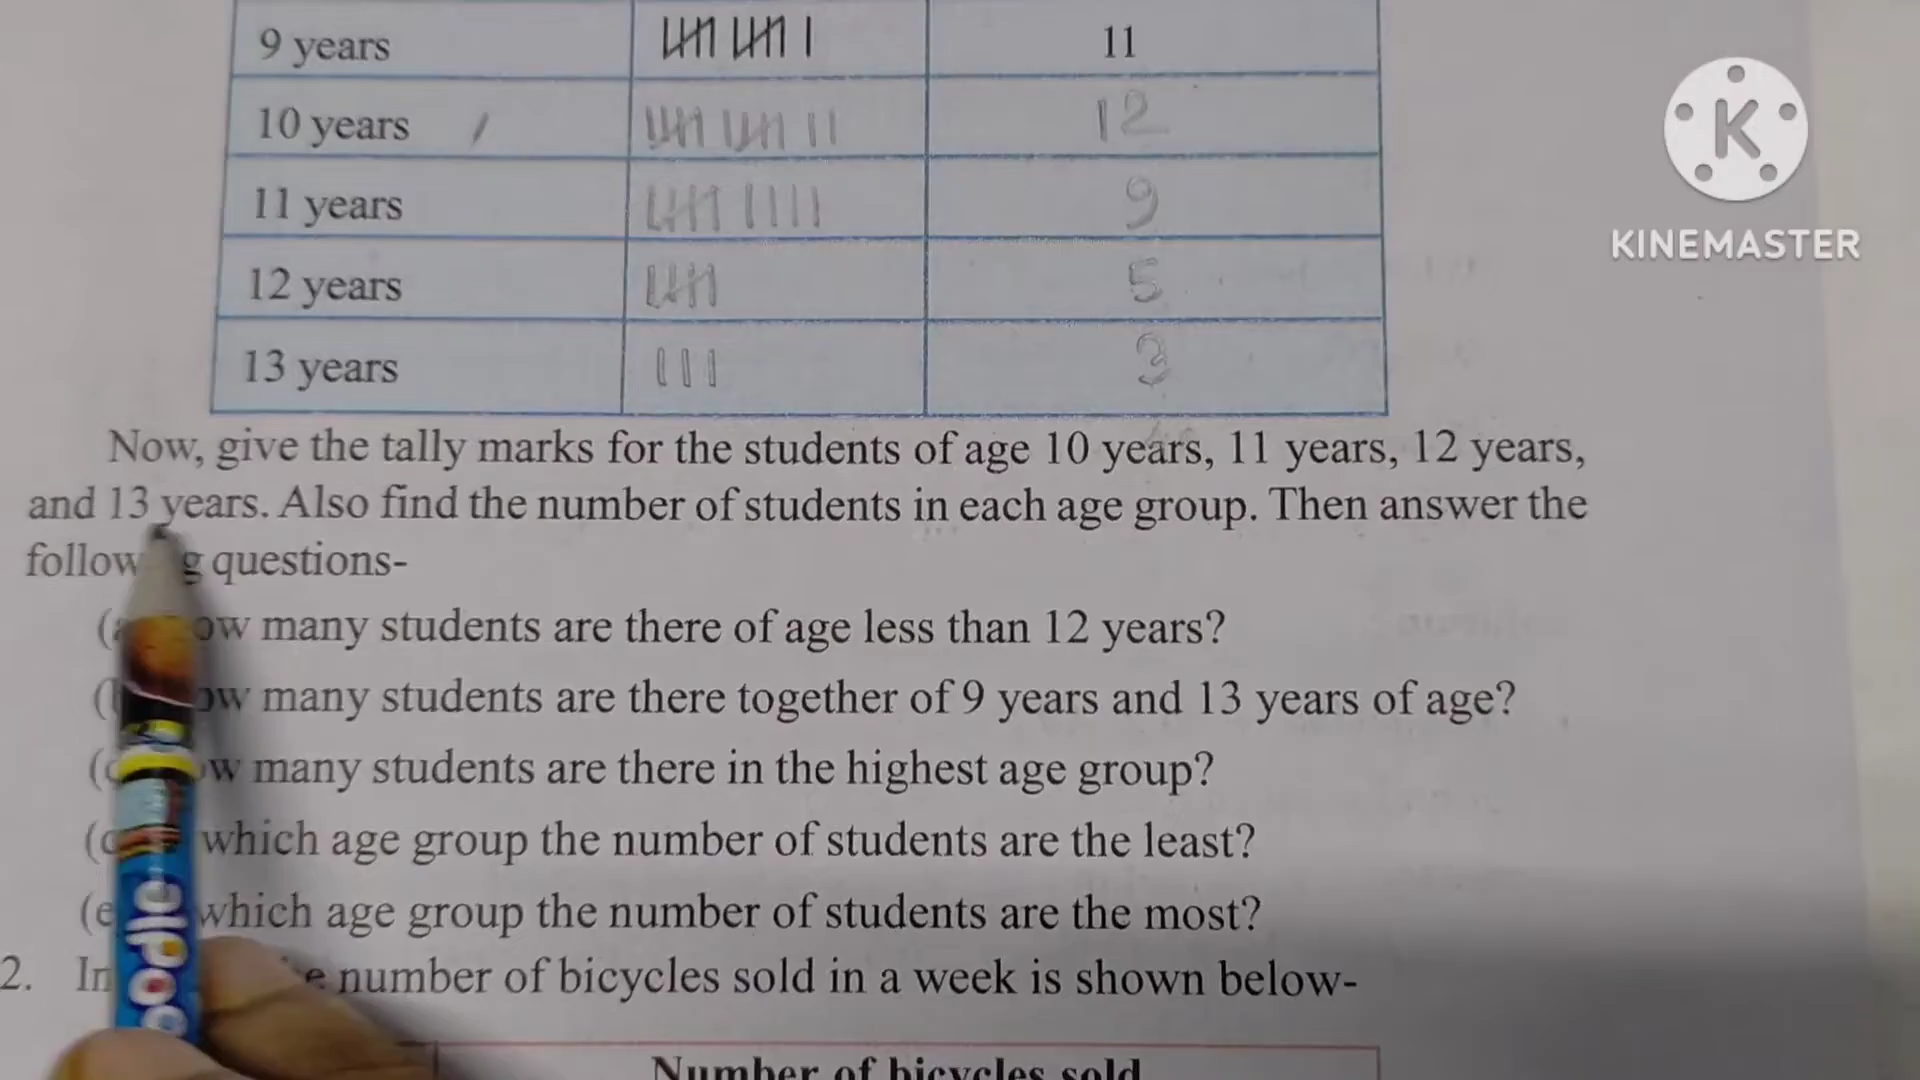 9 years 11
10 years 12
11 years 9
12 years 5
13 years 3
K
KINEMASTER
Now, give the tally marks for the students of age 10 years, 11 years, 12 years,
and 13 years. Also find the number of students in each age group. Then answer the
questions-
many students are there of age less than 12 years?
many students are there together of 9 years and 13 years of age?
many students are there in the highest age group?
which age group the number of students are the least?
which age group the number of students are the most?
2. number of bicycles sold in a week is shown below-
Number of bicycles sold